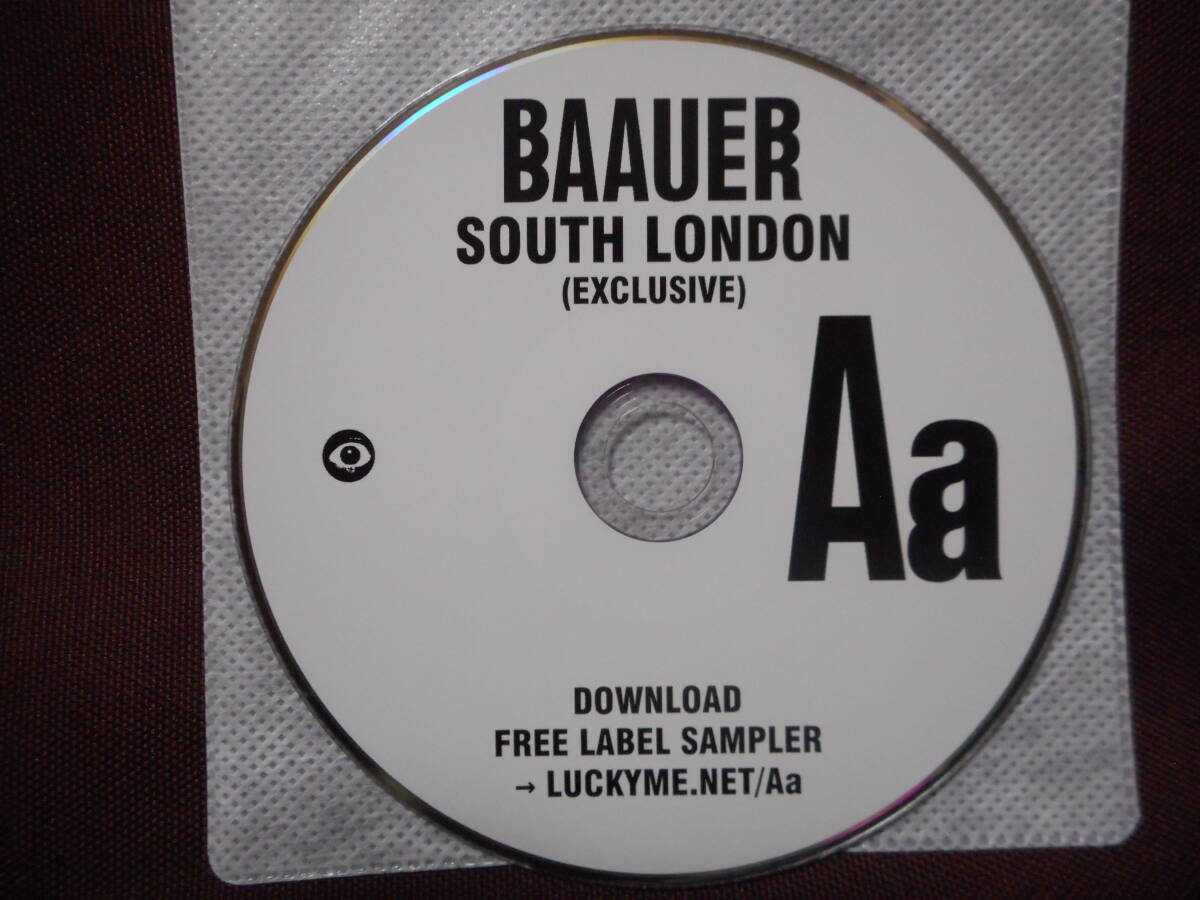 BAAUER
SOUTH LONDON
(EXCLUSIVE)
Aa
DOWNLOAD
FREE LABEL SAMPLER
→ LUCKYME.NET/Aa